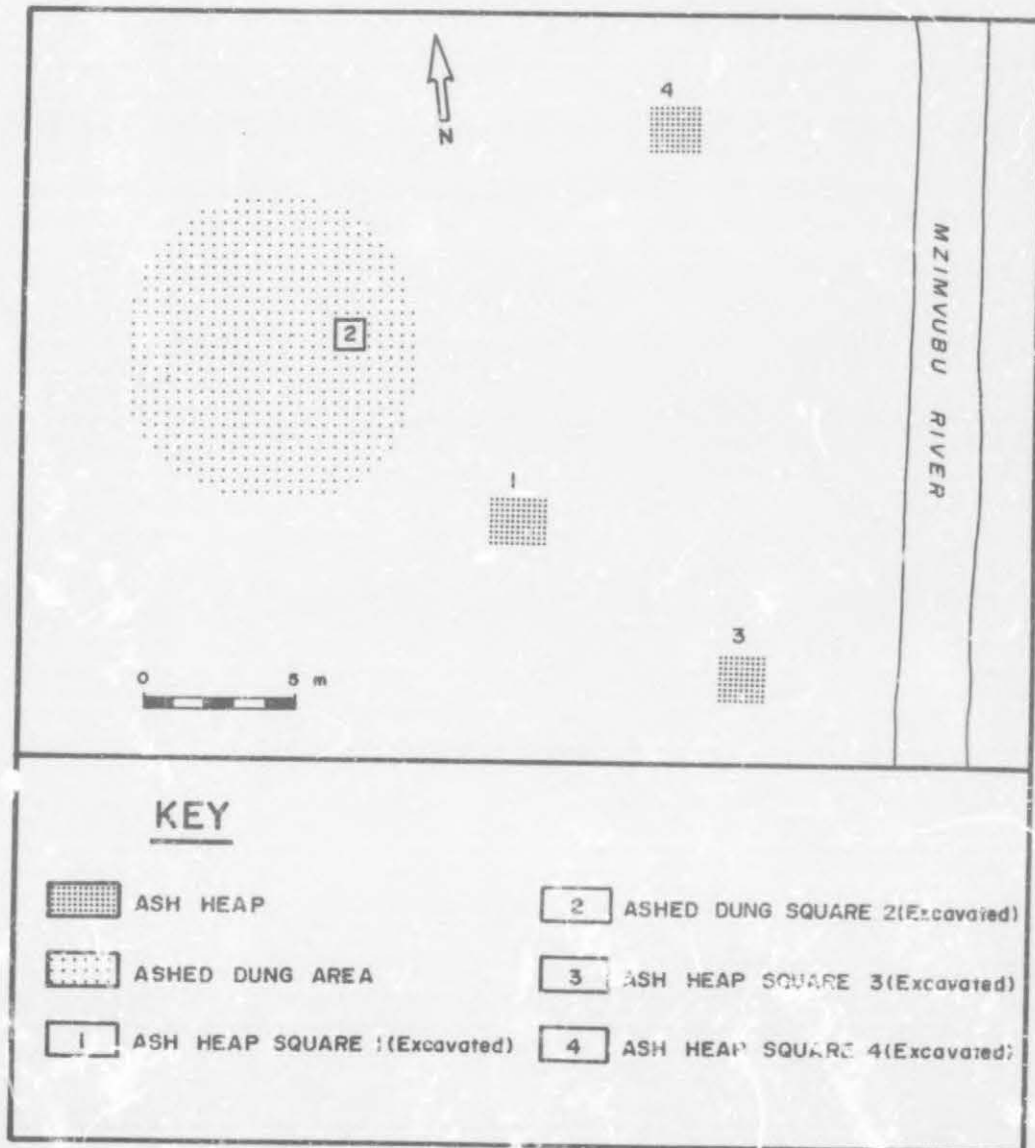 4
N
MZIMVUBU RIVER
2
1
3
0 5 m
KEY
ASH HEAP
ASHED DUNG AREA
1 ASH HEAP SQUARE 1(Excavated)
2 ASHED DUNG SQUARE 2(Excavated)
3 ASH HEAP SQUARE 3(Excavated)
4 ASH HEAP SQUARE 4(Excavated)